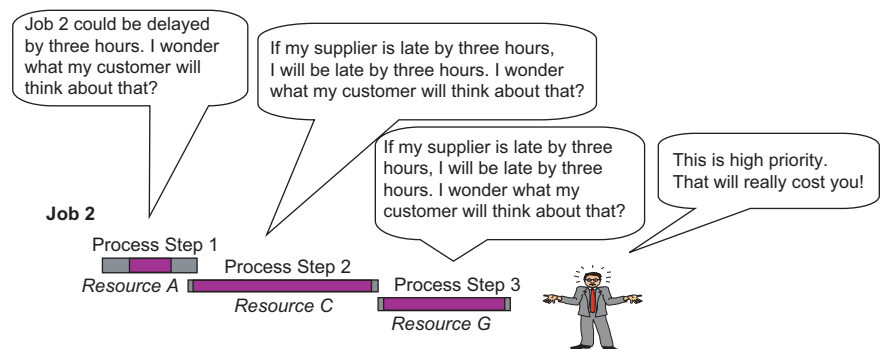 Job 2 could be delayed
by three hours. I wonder
what my customer will
think about that?
If my supplier is late by three hours,
I will be late by three hours. I wonder
what my customer will think about that?
If my supplier is late by three
hours, I will be late by three
hours. I wonder what my
customer will think about that?
This is high priority.
That will really cost you!
Job 2
Process Step 1
Resource A
Process Step 2
Resource C
Process Step 3
Resource G